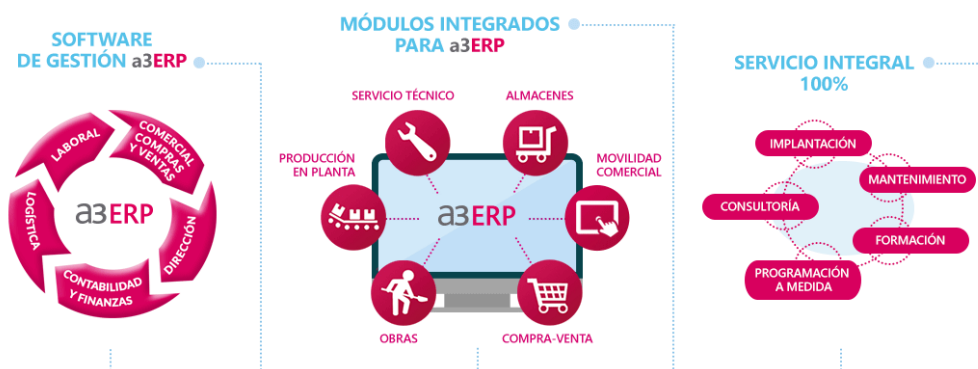 SOFTWARE
DE GESTIÓN a3ERP
LABORAL
COMERCIAL
COMPRAS
Y VENTAS
DIRECCIÓN
CONTABILIDAD
Y FINANZAS
LOGÍSTICA
a3ERP
MÓDULOS INTEGRADOS
PARA a3ERP
SERVICIO TÉCNICO
ALMACENES
PRODUCCIÓN
EN PLANTA
MOVILIDAD
COMERCIAL
a3ERP
OBRAS
COMPRA-VENTA
SERVICIO INTEGRAL
100%
IMPLANTACIÓN
MANTENIMIENTO
CONSULTORÍA
FORMACIÓN
PROGRAMACIÓN
A MEDIDA